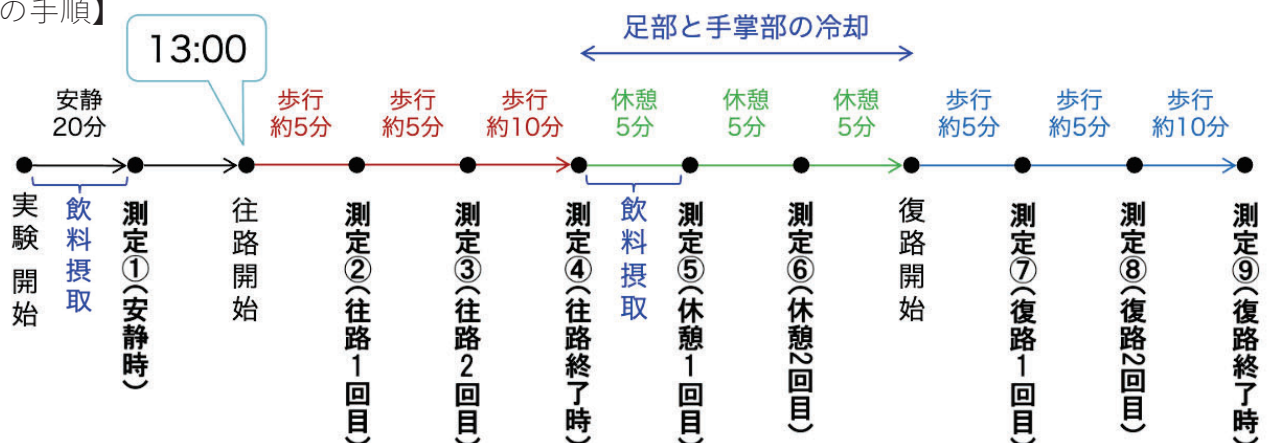 の手順】
13:00
足部と手掌部の冷却
安静
20分
歩行
約5分
歩行
約5分
歩行
約10分
休憩
5分
休憩
5分
休憩
5分
歩行
約5分
歩行
約5分
歩行
約10分
実験開始
飲料摂取
測定①(安静時)
往路開始
測定②(往路1回目)
測定③(往路2回目)
測定④(往路終了時)
飲料摂取
測定⑤(休憩1回目)
測定⑥(休憩2回目)
復路開始
測定⑦(復路1回目)
測定⑧(復路2回目)
測定⑨(復路終了時)